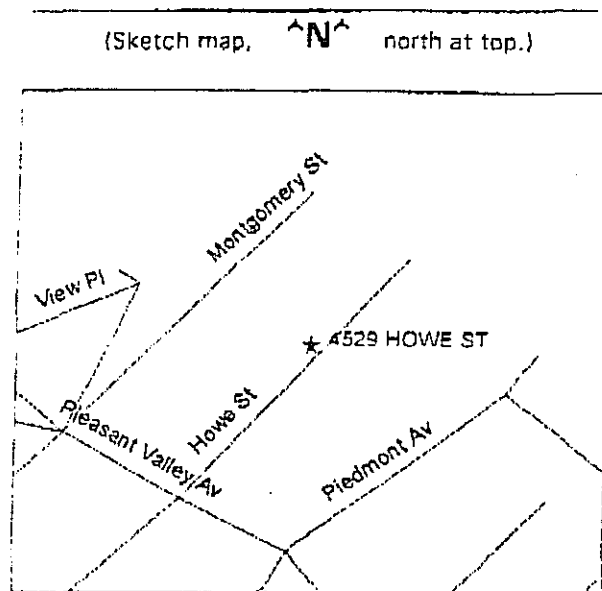 (Sketch map, ^N^ north at top.)
Montgomery St
View Pl
4529 HOWE ST
Howe St
Pleasant Valley Av
Piedmont Av